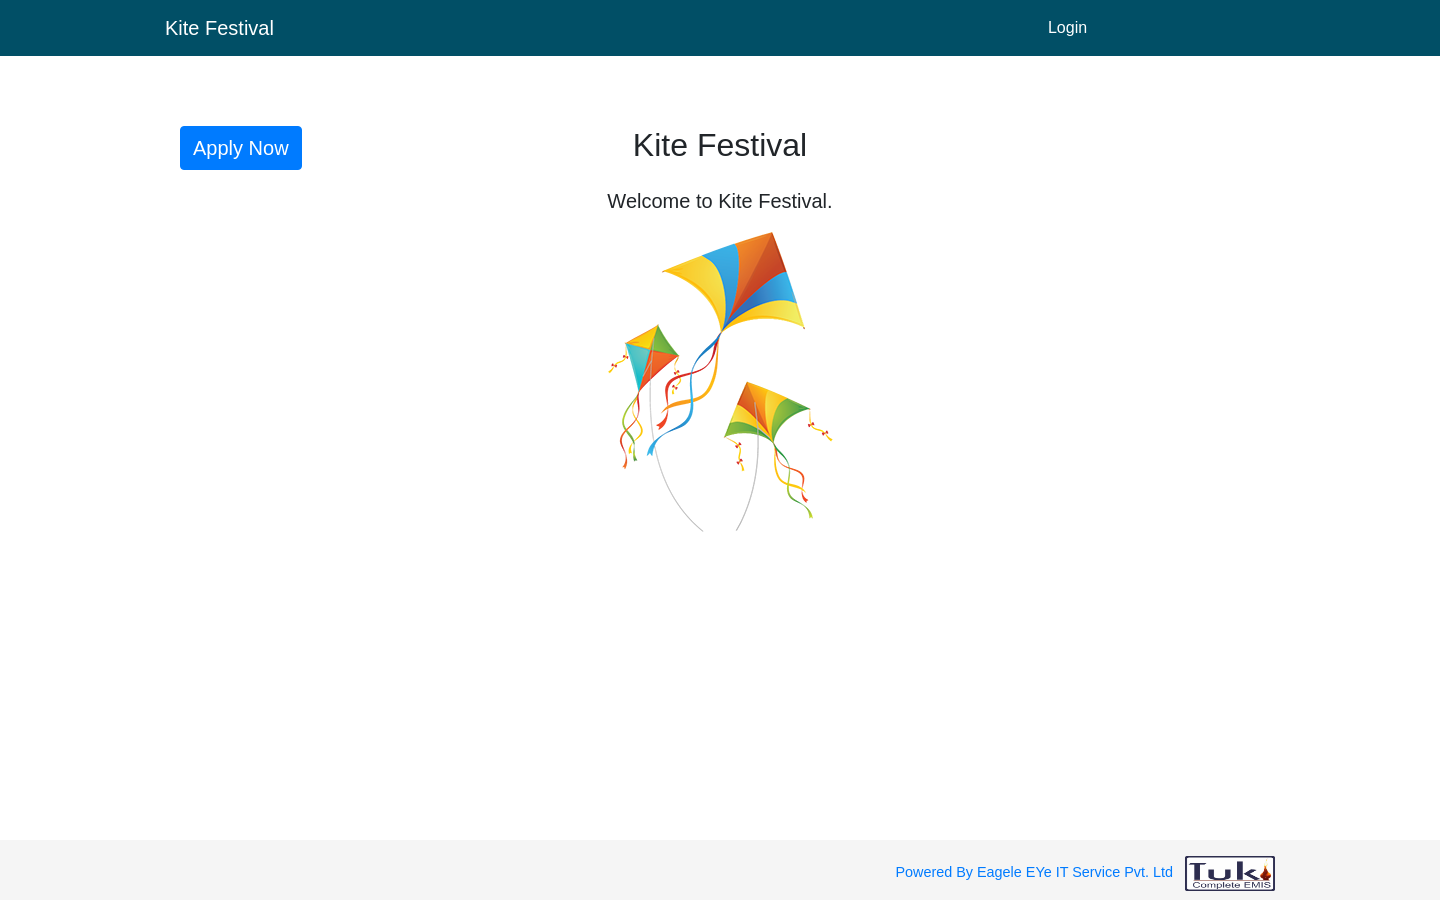 Kite Festival
Login
Apply Now
Kite Festival
Welcome to Kite Festival.
Powered By Eagele EYe IT Service Pvt. Ltd
Tuki
Complete EMIS